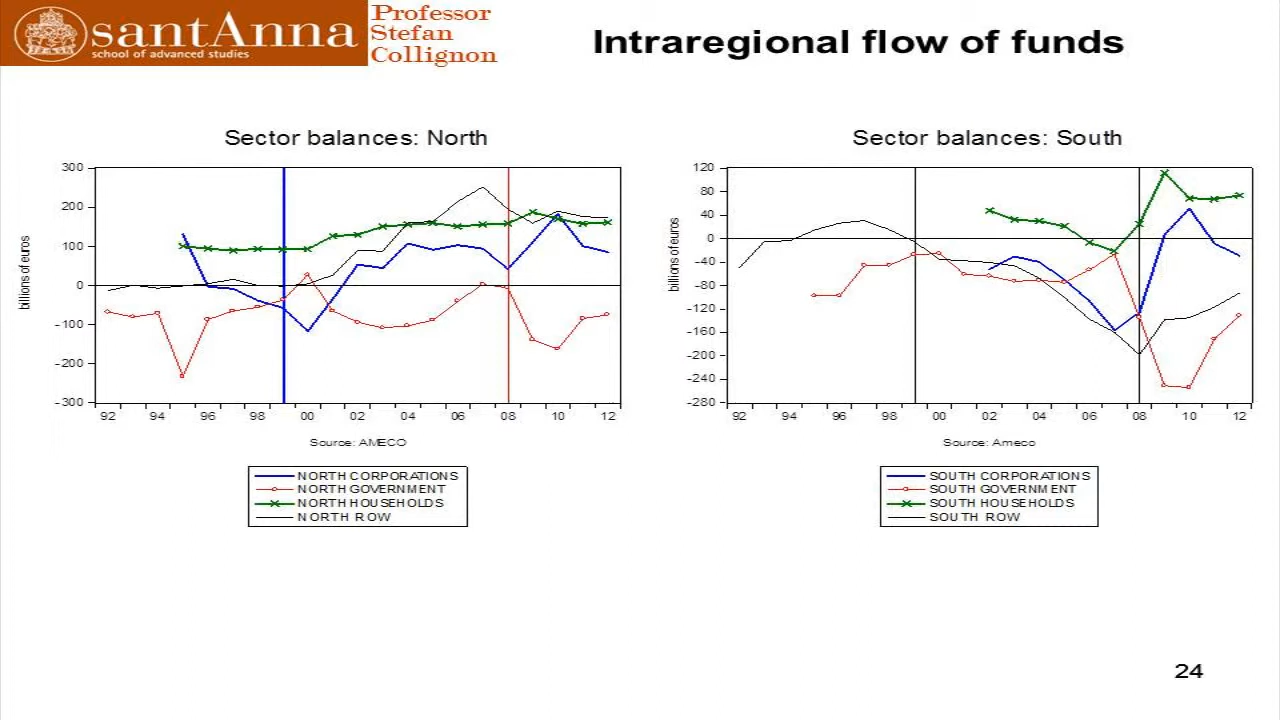 santAnna
school of advanced studies
Professor
Stefan
Collignon
Intraregional flow of funds
Sector balances: North
300
200
100
0
-100
-200
-300
billions of euros
92 94 96 98 00 02 04 06 08 10 12
Source: AMECO
NORTH CORPORATIONS
NORTH GOVERNMENT
NORTH HOUSEHOLDS
NORTH ROW
Sector balances: South
120
80
40
0
-40
-80
-120
-160
-200
-240
-280
billions of euros
92 94 96 98 00 02 04 06 08 10 12
Source: Ameco
SOUTH CORPORATIONS
SOUTH GOVERNMENT
SOUTH HOUSEHOLDS
SOUTH ROW
24